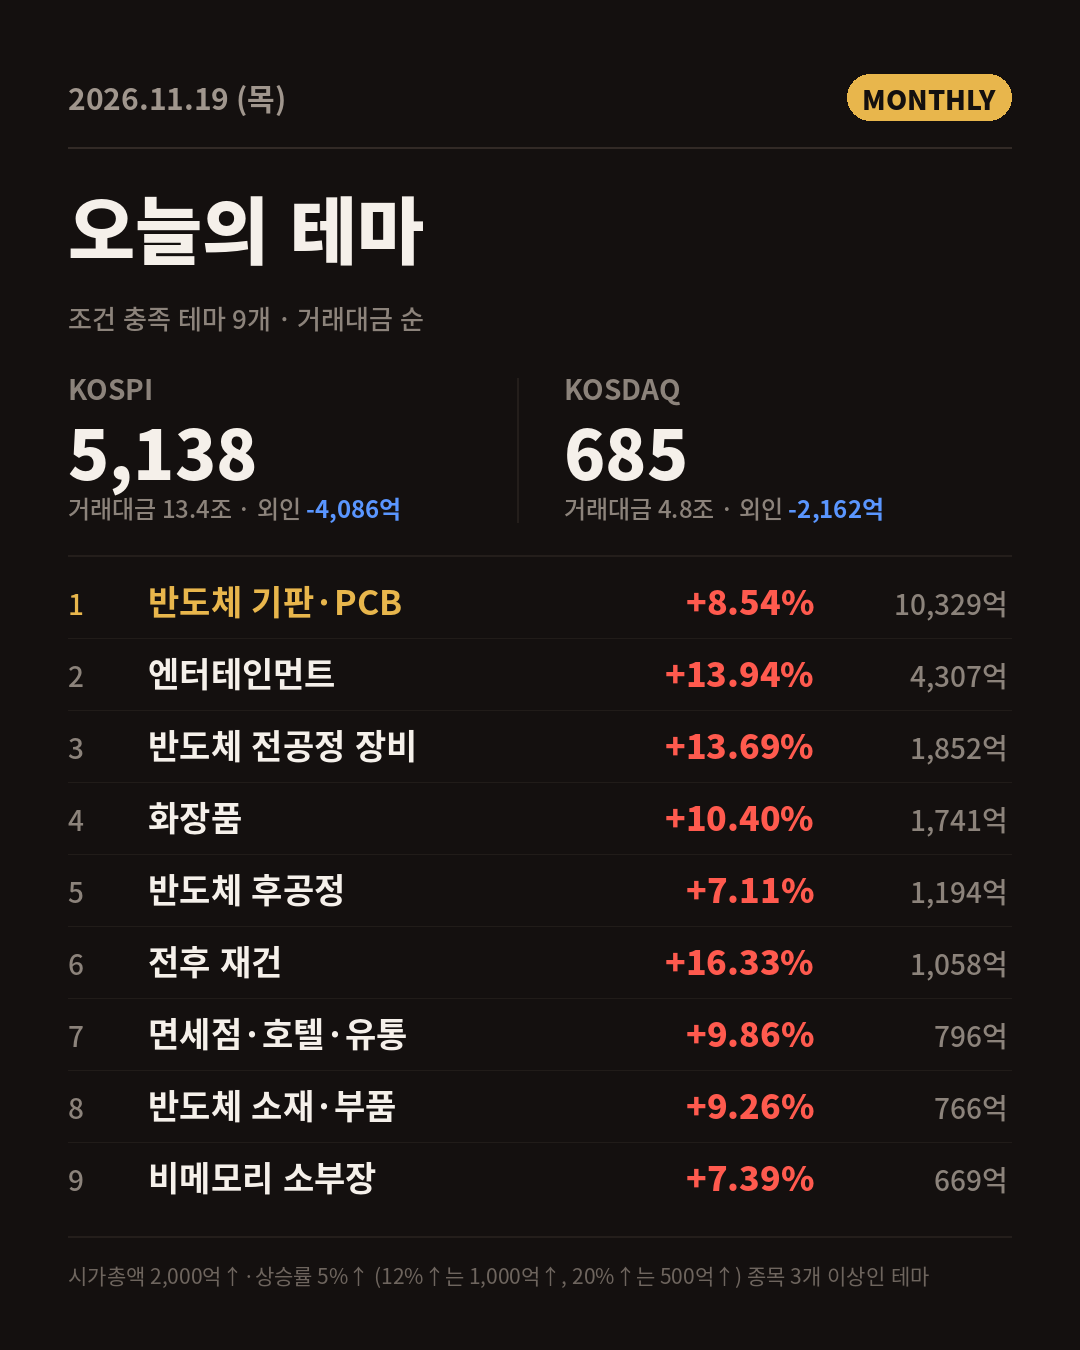 2026.11.19 (목)
MONTHLY
오늘의 테마
조건 충족 테마 9개 · 거래대금 순
KOSPI
5,138
거래대금 13.4조 · 외인 -4,086억
KOSDAQ
685
거래대금 4.8조 · 외인 -2,162억
1 반도체 기판·PCB +8.54% 10,329억
2 엔터테인먼트 +13.94% 4,307억
3 반도체 전공정 장비 +13.69% 1,852억
4 화장품 +10.40% 1,741억
5 반도체 후공정 +7.11% 1,194억
6 전후 재건 +16.33% 1,058억
7 면세점·호텔·유통 +9.86% 796억
8 반도체 소재·부품 +9.26% 766억
9 비메모리 소부장 +7.39% 669억
시가총액 2,000억↑ · 상승률 5%↑ (12%↑는 1,000억↑, 20%↑는 500억↑) 종목 3개 이상인 테마